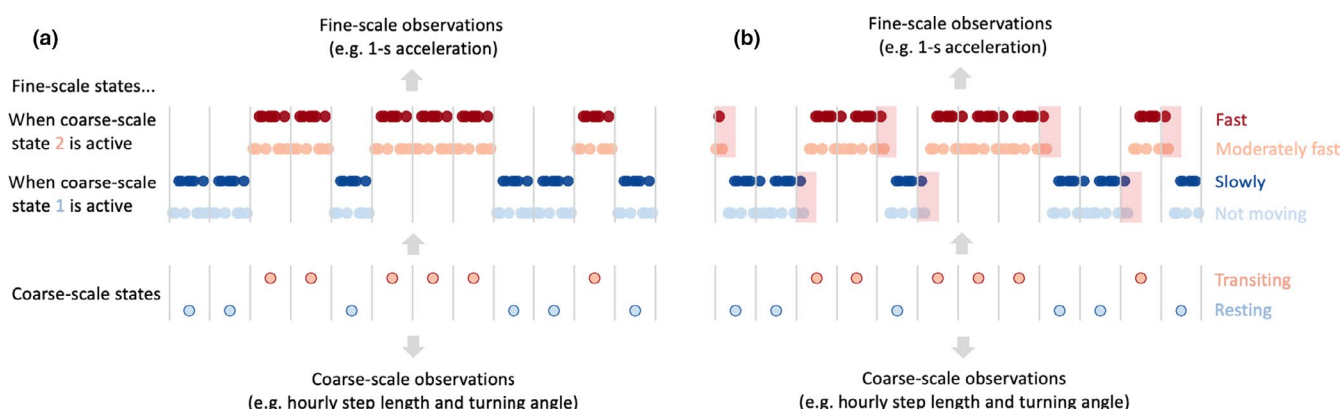 (a)
Fine-scale observations
(e.g. 1-s acceleration)
Fine-scale states...
When coarse-scale
state 2 is active
When coarse-scale
state 1 is active
Coarse-scale states
Coarse-scale observations
(e.g. hourly step length and turning angle)
(b)
Fine-scale observations
(e.g. 1-s acceleration)
Fast
Moderately fast
Slowly
Not moving
Transiting
Resting
Coarse-scale observations
(e.g. hourly step length and turning angle)